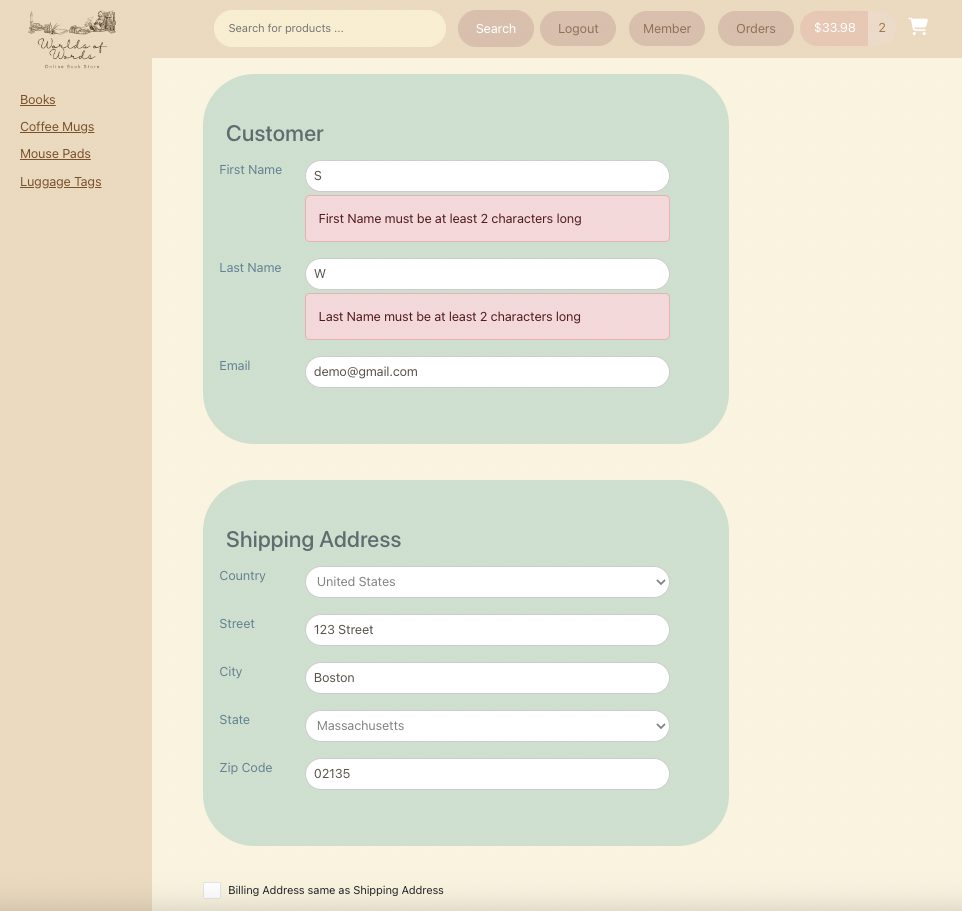 Worlds of
Words
Online Book Store
Search for products ...
Search
Logout
Member
Orders
$33.98
2
Books
Coffee Mugs
Mouse Pads
Luggage Tags
Customer
First Name
S
First Name must be at least 2 characters long
Last Name
W
Last Name must be at least 2 characters long
Email
demo@gmail.com
Shipping Address
Country
United States
Street
123 Street
City
Boston
State
Massachusetts
Zip Code
02135
Billing Address same as Shipping Address